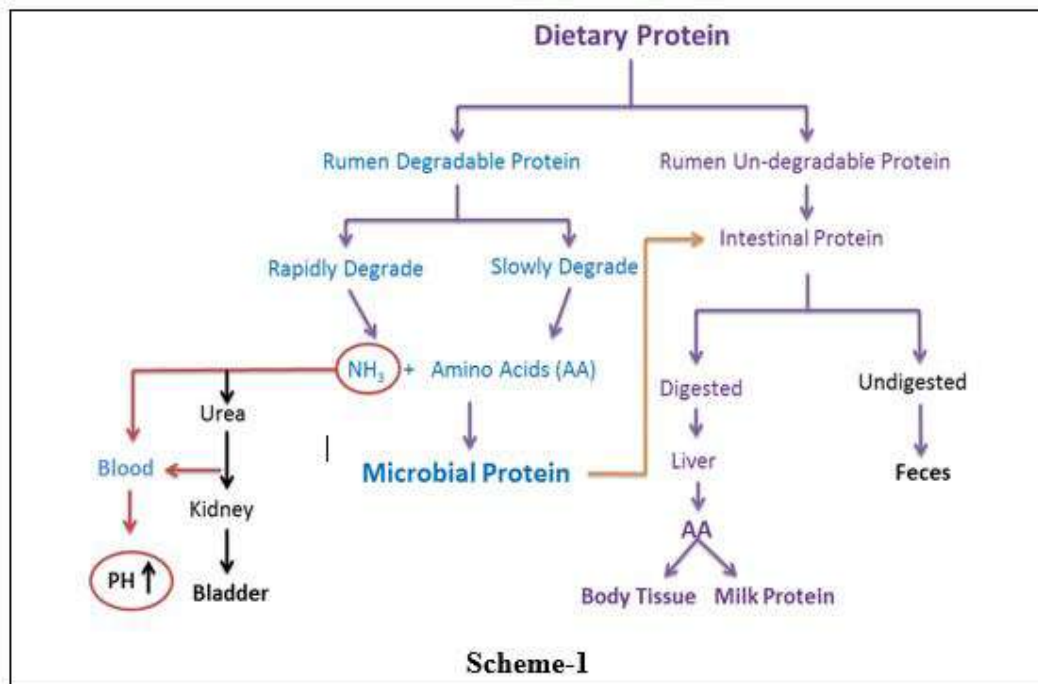 Dietary Protein
Rumen Degradable Protein
Rumen Un-degradable Protein
Intestinal Protein
Rapidly Degrade
Slowly Degrade
NH₃ + Amino Acids (AA)
Digested
Undigested
Urea
Blood
Microbial Protein
Liver
Feces
Kidney
AA
PH
Bladder
Body Tissue
Milk Protein
Scheme-1